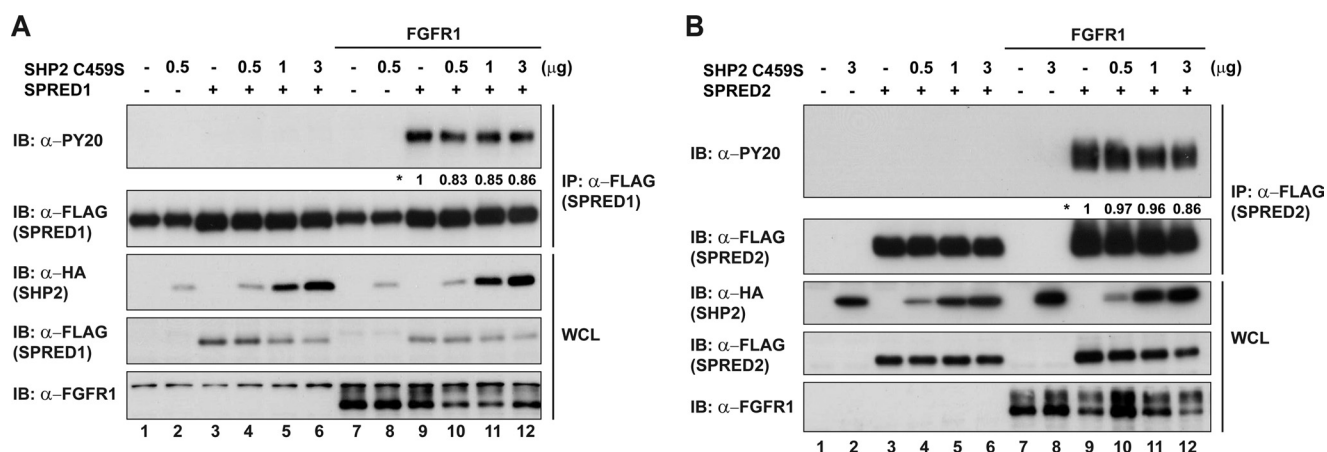 A
FGFR1
SHP2 C459S - 0.5 - 0.5 1 3 - 0.5 - 0.5 1 3 (μg)
SPRED1 - - + + + + - - + + + +
IB: α–PY20
* 1 0.83 0.85 0.86
IP: α–FLAG
(SPRED1)
IB: α–FLAG
(SPRED1)
IB: α–HA
(SHP2)
IB: α–FLAG
(SPRED1)
WCL
IB: α–FGFR1
1 2 3 4 5 6 7 8 9 10 11 12
B
FGFR1
SHP2 C459S - 3 - 0.5 1 3 - 3 - 0.5 1 3 (μg)
SPRED2 - - + + + + - - + + + +
IB: α–PY20
* 1 0.97 0.96 0.86
IP: α–FLAG
(SPRED2)
IB: α–FLAG
(SPRED2)
IB: α–HA
(SHP2)
IB: α–FLAG
(SPRED2)
WCL
IB: α–FGFR1
1 2 3 4 5 6 7 8 9 10 11 12